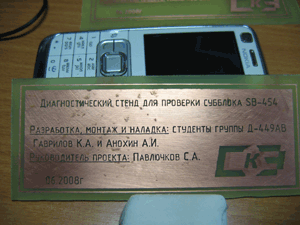 Диагностический стенд для проверки субблока SB-454
Разработка, монтаж и наладка: студенты группы Д-449АВ
Гаврилов К.А. и Анохин А.И.
Руководитель проекта: Павлочков С.А.
06.2008г